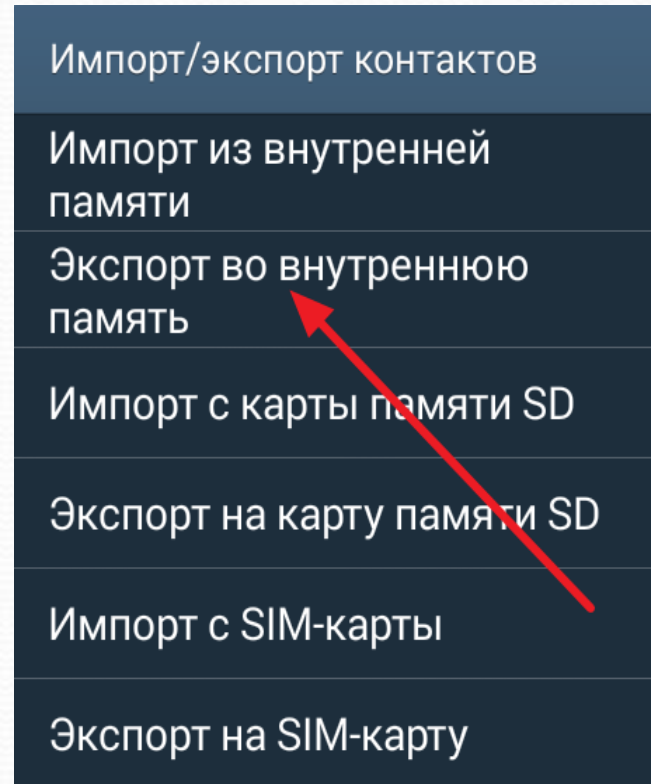 Импорт/экспорт контактов
Импорт из внутренней
памяти
Экспорт во внутреннюю
память
Импорт с карты памяти SD
Экспорт на карту памяти SD
Импорт с SIM-карты
Экспорт на SIM-карту